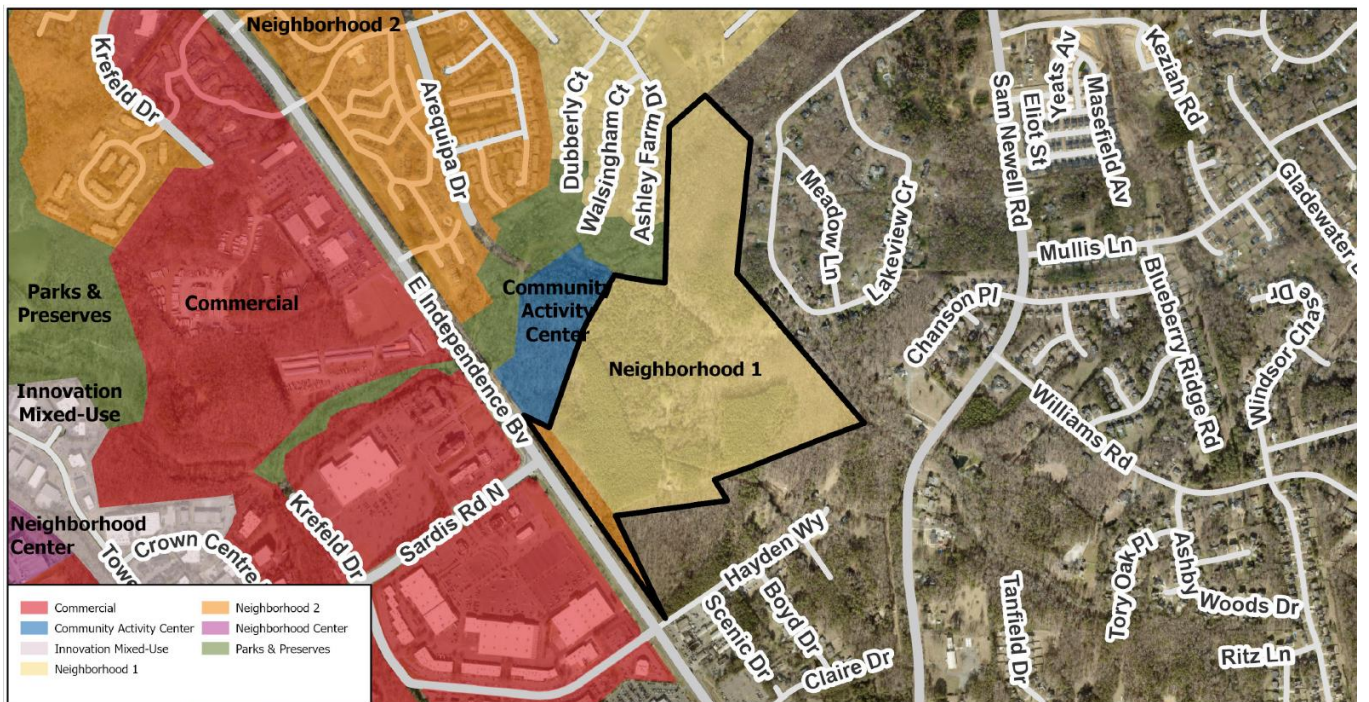 Neighborhood 2
Krefeld Dr
Arequipa Dr
Dubberly Ct
Walsingham Ct
Ashley Farm Dr
Meadow Ln
Lakeview Cr
Sam Newell Rd
Eliot St
Yeats Av
Masefield Av
Keziah Rd
Gladewater
Mullis Ln
Blueberry Ridge Rd
Windsor Chase Dr
Chanson Pl
Williams Rd
Parks &
Preserves
Commercial
E Independence Bv
Community
Activity
Center
Neighborhood 1
Innovation
Mixed-Use
Neighborhood
Center
Crown Centre
Krefeld Dr
Sardis Rd N
Hayden Wy
Boyd Dr
Scenic Dr
Claire Dr
Tanfield Dr
Tory Oak Pl
Ashby
Woods Dr
Ritz Ln
Commercial
Community Activity Center
Innovation Mixed-Use
Neighborhood 1
Neighborhood 2
Neighborhood Center
Parks & Preserves